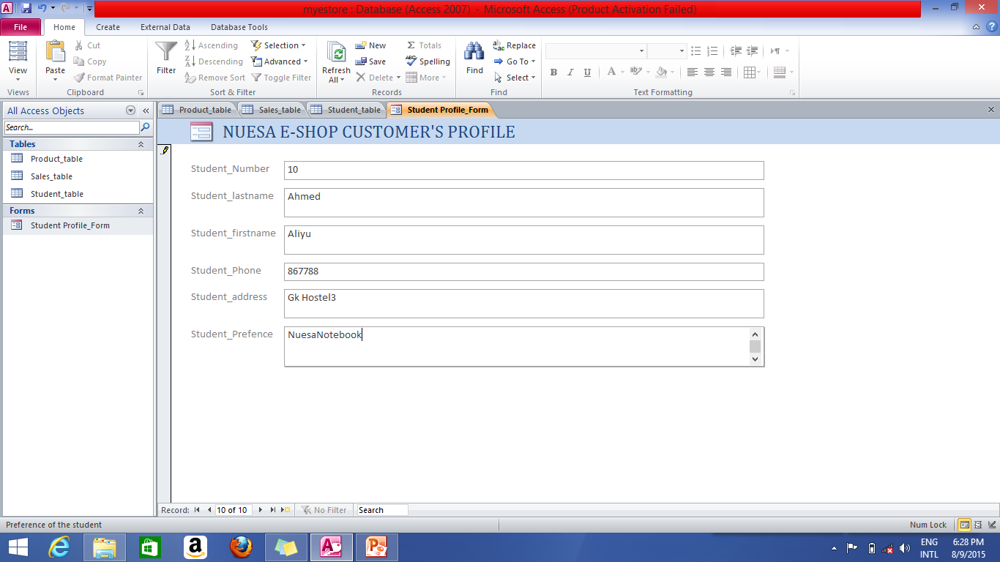 myestore : Database (Access 2007) - Microsoft Access (Product Activation Failed)
File Home Create External Data Database Tools
View
Views
Paste
Cut
Copy
Format Painter
Clipboard
Filter
Ascending
Descending
Remove Sort
Selection
Advanced
Toggle Filter
Sort & Filter
Refresh
All
New
Save
Delete
Totals
Spelling
More
Records
Find
Replace
Go To
Select
Find
B I U A
Text Formatting
All Access Objects
Search...
Tables
Product_table
Sales_table
Student_table
Forms
Student Profile_Form
Product_table Sales_table Student_table Student Profile_Form
NUESA E-SHOP CUSTOMER'S PROFILE
Student_Number 10
Student_lastname Ahmed
Student_firstname Aliyu
Student_Phone 867788
Student_address Gk Hostel3
Student_Prefence NuesaNotebook
Record: 10 of 10 No Filter Search
Preference of the student Num Lock
ENG 6:28 PM
INTL 8/9/2015